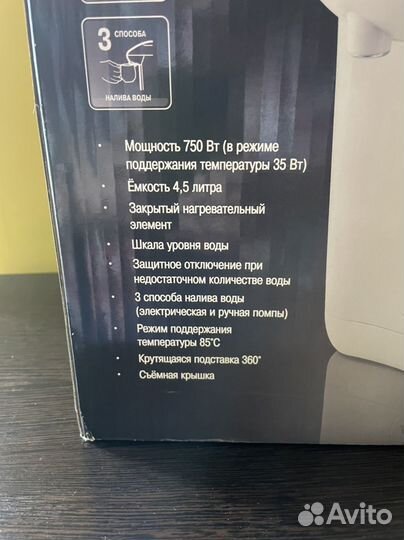 3 СПОСОБА
НАЛИВА ВОДЫ
· Мощность 750 Вт (в режиме
поддержания температуры 35 Вт)
· Ёмкость 4,5 литра
· Закрытый нагревательный
элемент
· Шкала уровня воды
· Защитное отключение при
недостаточном количестве воды
· 3 способа налива воды
(электрическая и ручная помпы)
· Режим поддержания
температуры 85°С
· Крутящаяся подставка 360°
· Съёмная крышка
Avito